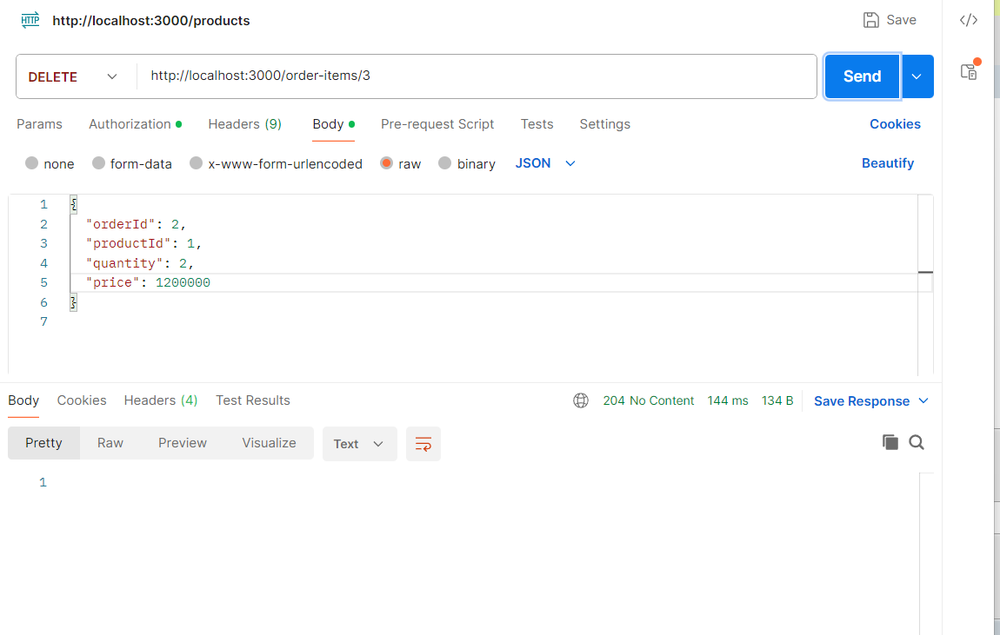 HTTP http://localhost:3000/products Save </>
DELETE http://localhost:3000/order-items/3 Send
Params Authorization Headers (9) Body Pre-request Script Tests Settings Cookies
none form-data x-www-form-urlencoded raw binary JSON Beautify
1 {
2 "orderId": 2,
3 "productId": 1,
4 "quantity": 2,
5 "price": 1200000
6 }
7
Body Cookies Headers (4) Test Results 204 No Content 144 ms 134 B Save Response
Pretty Raw Preview Visualize Text
1